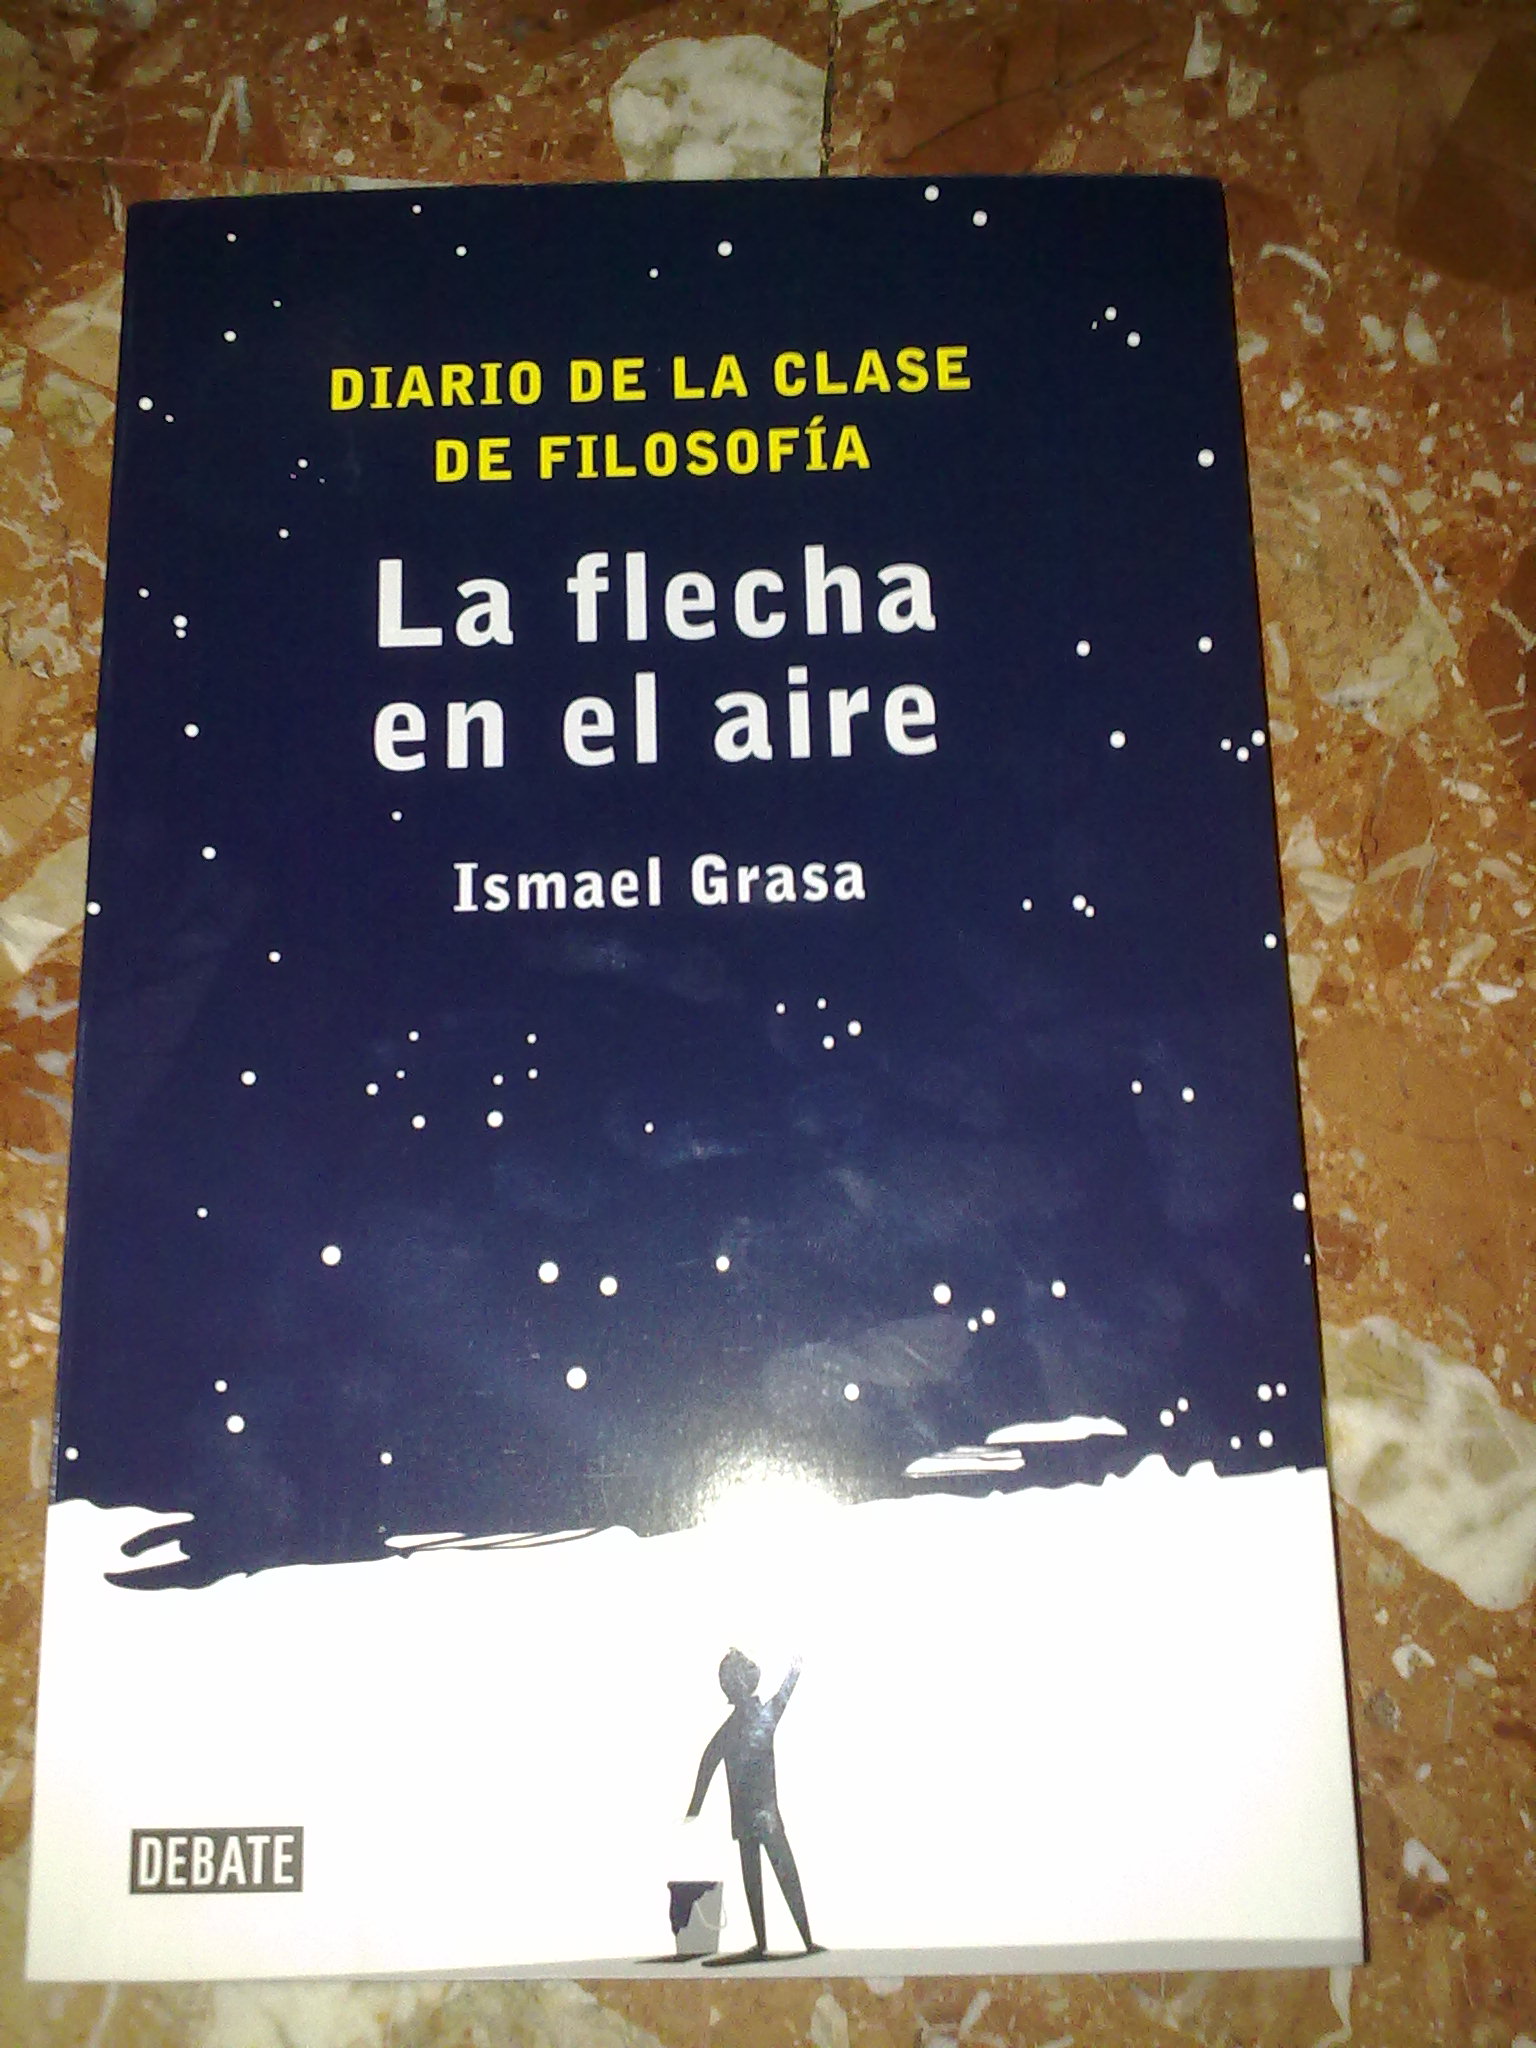 DIARIO DE LA CLASE
DE FILOSOFÍA
La flecha
en el aire
Ismael Grasa
DEBATE